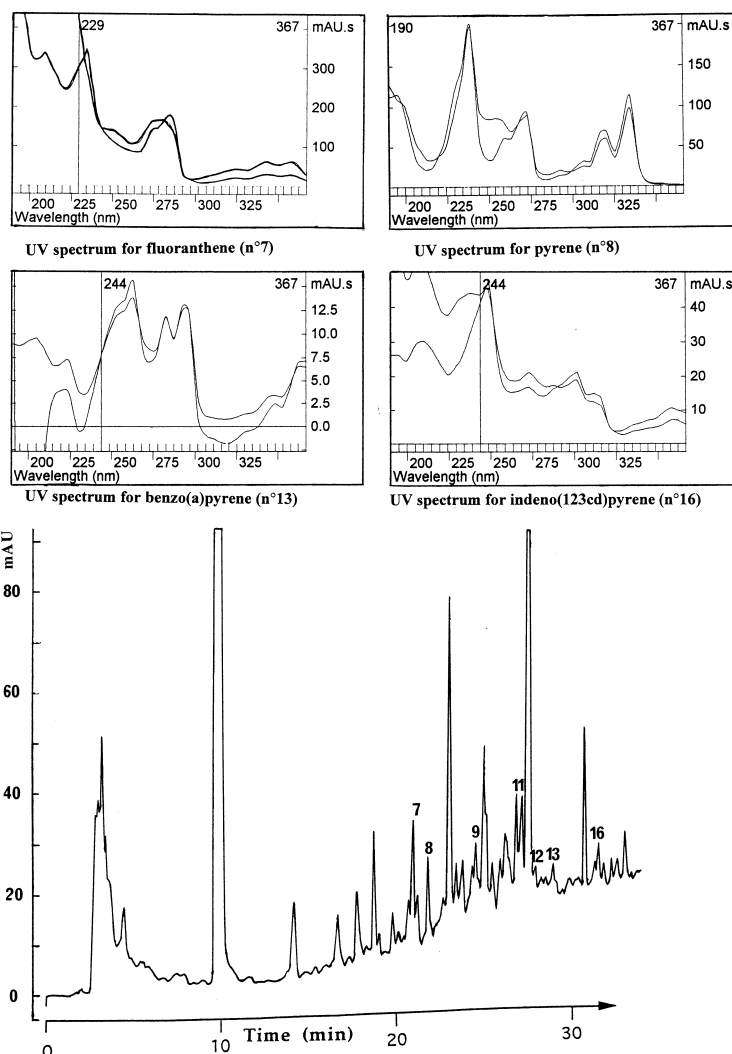 229 367 mAU.s
300
200
100
200 225 250 275 300 325
Wavelength (nm)
UV spectrum for fluoranthene (n°7)
190 367 mAU.s
150
100
50
200 225 250 275 300 325
Wavelength (nm)
UV spectrum for pyrene (n°8)
244 367 mAU.s
12.5
10.0
7.5
5.0
2.5
0.0
200 225 250 275 300 325
Wavelength (nm)
UV spectrum for benzo(a)pyrene (n°13)
244 367 mAU.s
40
30
20
10
200 225 250 275 300 325
Wavelength (nm)
UV spectrum for indeno(123cd)pyrene (n°16)
mAU
80
60
40
20
0
7
8
9
11
12
13
16
0 10 20 30
Time (min)